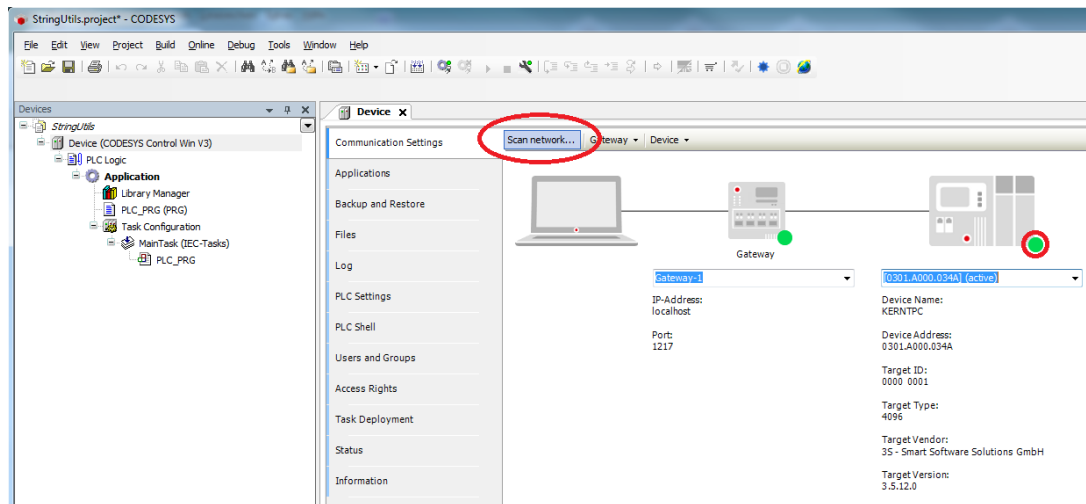 StringUtils.project* - CODESYS
File Edit View Project Build Online Debug Tools Window Help
Devices
StringUtils
Device (CODESYS Control Win V3)
PLC Logic
Application
Library Manager
PLC_PRG (PRG)
Task Configuration
MainTask (IEC-Tasks)
PLC_PRG
Device
Communication Settings
Applications
Backup and Restore
Files
Log
PLC Settings
PLC Shell
Users and Groups
Access Rights
Task Deployment
Status
Information
Scan network... Gateway Device
Gateway
Gateway-1
IP-Address:
localhost
Port:
1217
[0301.A000.034A] (active)
Device Name:
KERNTPC
Device Address:
0301.A000.034A
Target ID:
0000 0001
Target Type:
4096
Target Vendor:
3S - Smart Software Solutions GmbH
Target Version:
3.5.12.0